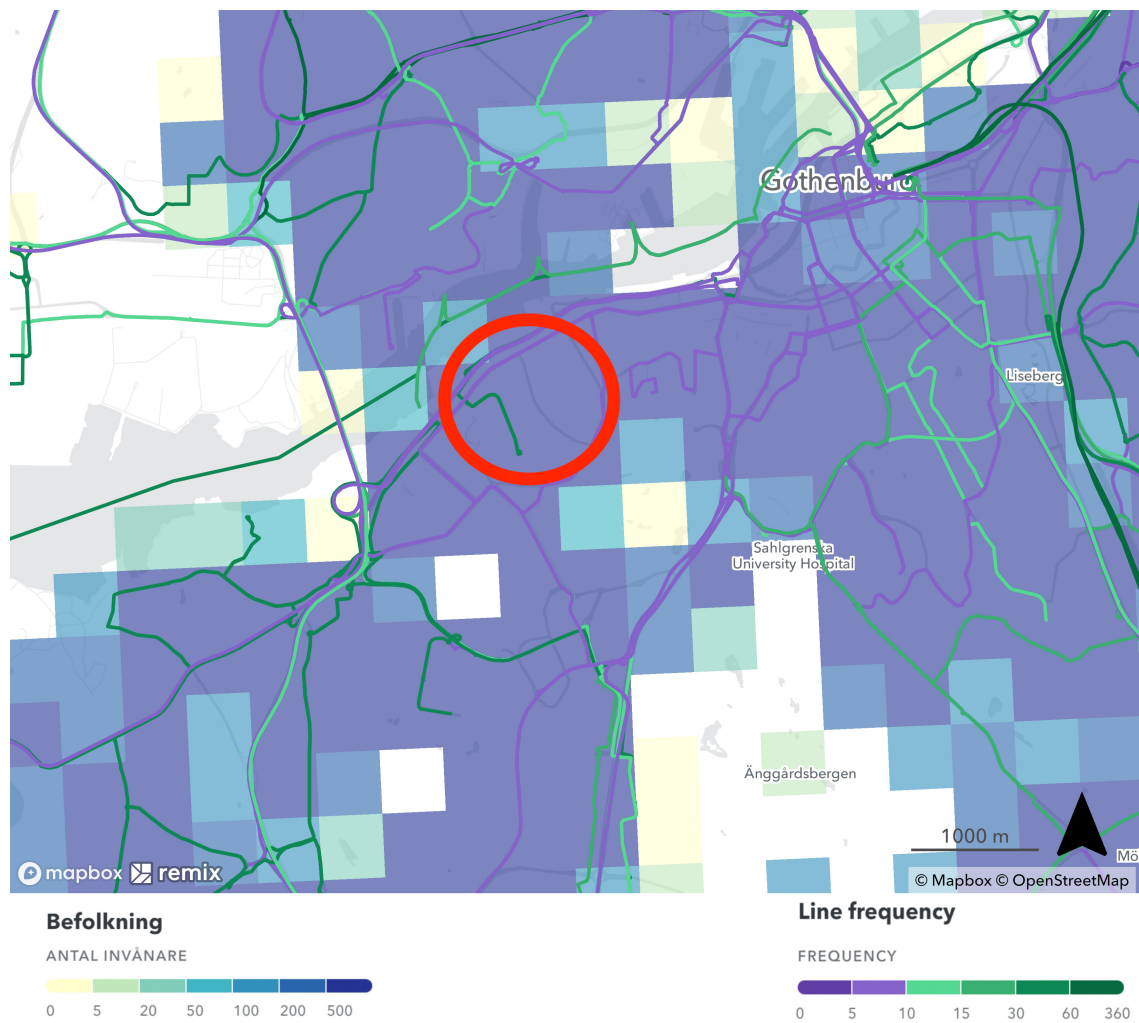 Gothenburg
Liseberg
Sahlgrenska
University Hospital
Änggårdsbergen
1000 m
Mö
mapbox remix
© Mapbox © OpenStreetMap
Befolkning
ANTAL INVÅNARE
0 5 20 50 100 200 500
Line frequency
FREQUENCY
0 5 10 15 30 60 360